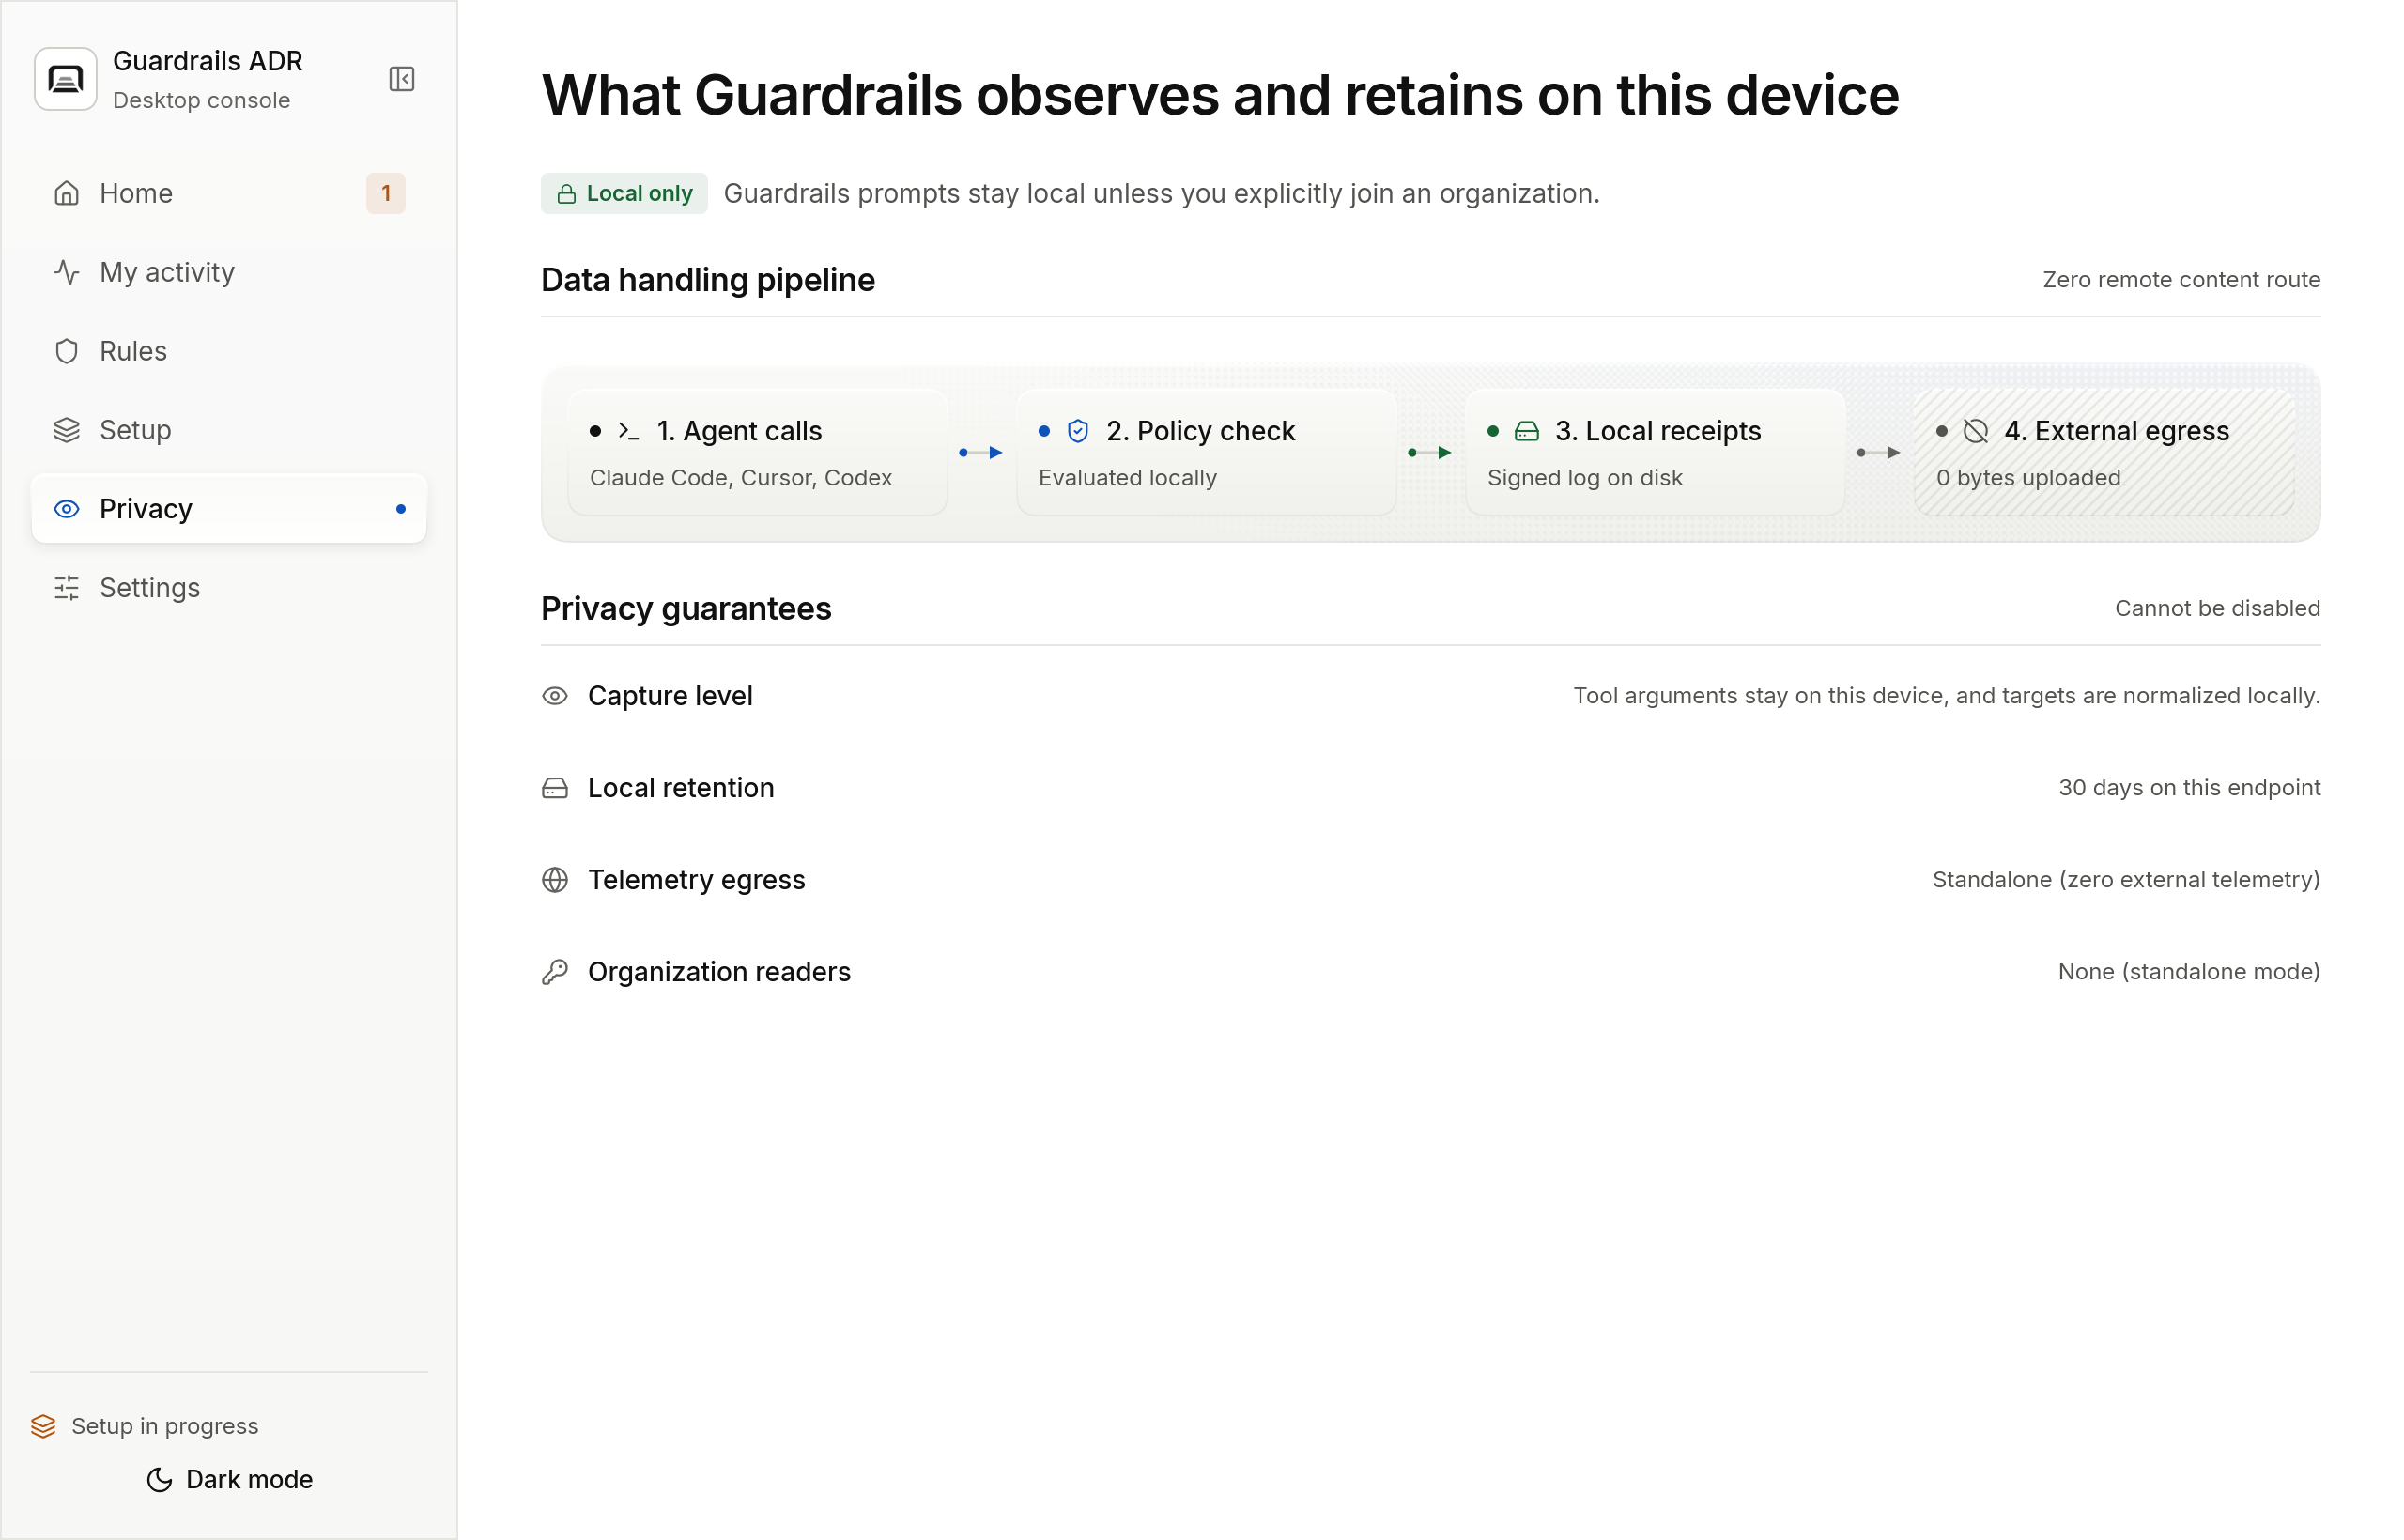 Guardrails ADR
Desktop console
Home
1
My activity
Rules
Setup
Privacy
Settings
Setup in progress
Dark mode
What Guardrails observes and retains on this device
Local only
Guardrails prompts stay local unless you explicitly join an organization.
Data handling pipeline
Zero remote content route
1. Agent calls
Claude Code, Cursor, Codex
2. Policy check
Evaluated locally
3. Local receipts
Signed log on disk
4. External egress
0 bytes uploaded
Privacy guarantees
Cannot be disabled
Capture level
Tool arguments stay on this device, and targets are normalized locally.
Local retention
30 days on this endpoint
Telemetry egress
Standalone (zero external telemetry)
Organization readers
None (standalone mode)